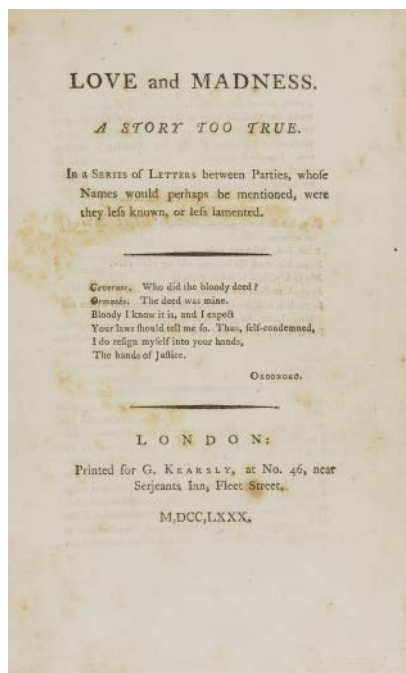 LOVE and MADNESS.
A STORY TOO TRUE.
In a SERIES of LETTERS between Parties, whoſe
Names would perhaps be mentioned, were
they leſs known, or leſs lamented.
Governor. Who did the bloody deed?
Oroonoko. The deed was mine.
Bloody I know it is, and I expect
Your laws ſhould tell me ſo. Thus, ſelf-condemned,
I do reſign myſelf into your hands,
The hands of Juſtice.
OROONOKO.
LONDON:
Printed for G. KEARSLY, at No. 46, near
Serjeants Inn, Fleet Street.
M,DCC,LXXX.